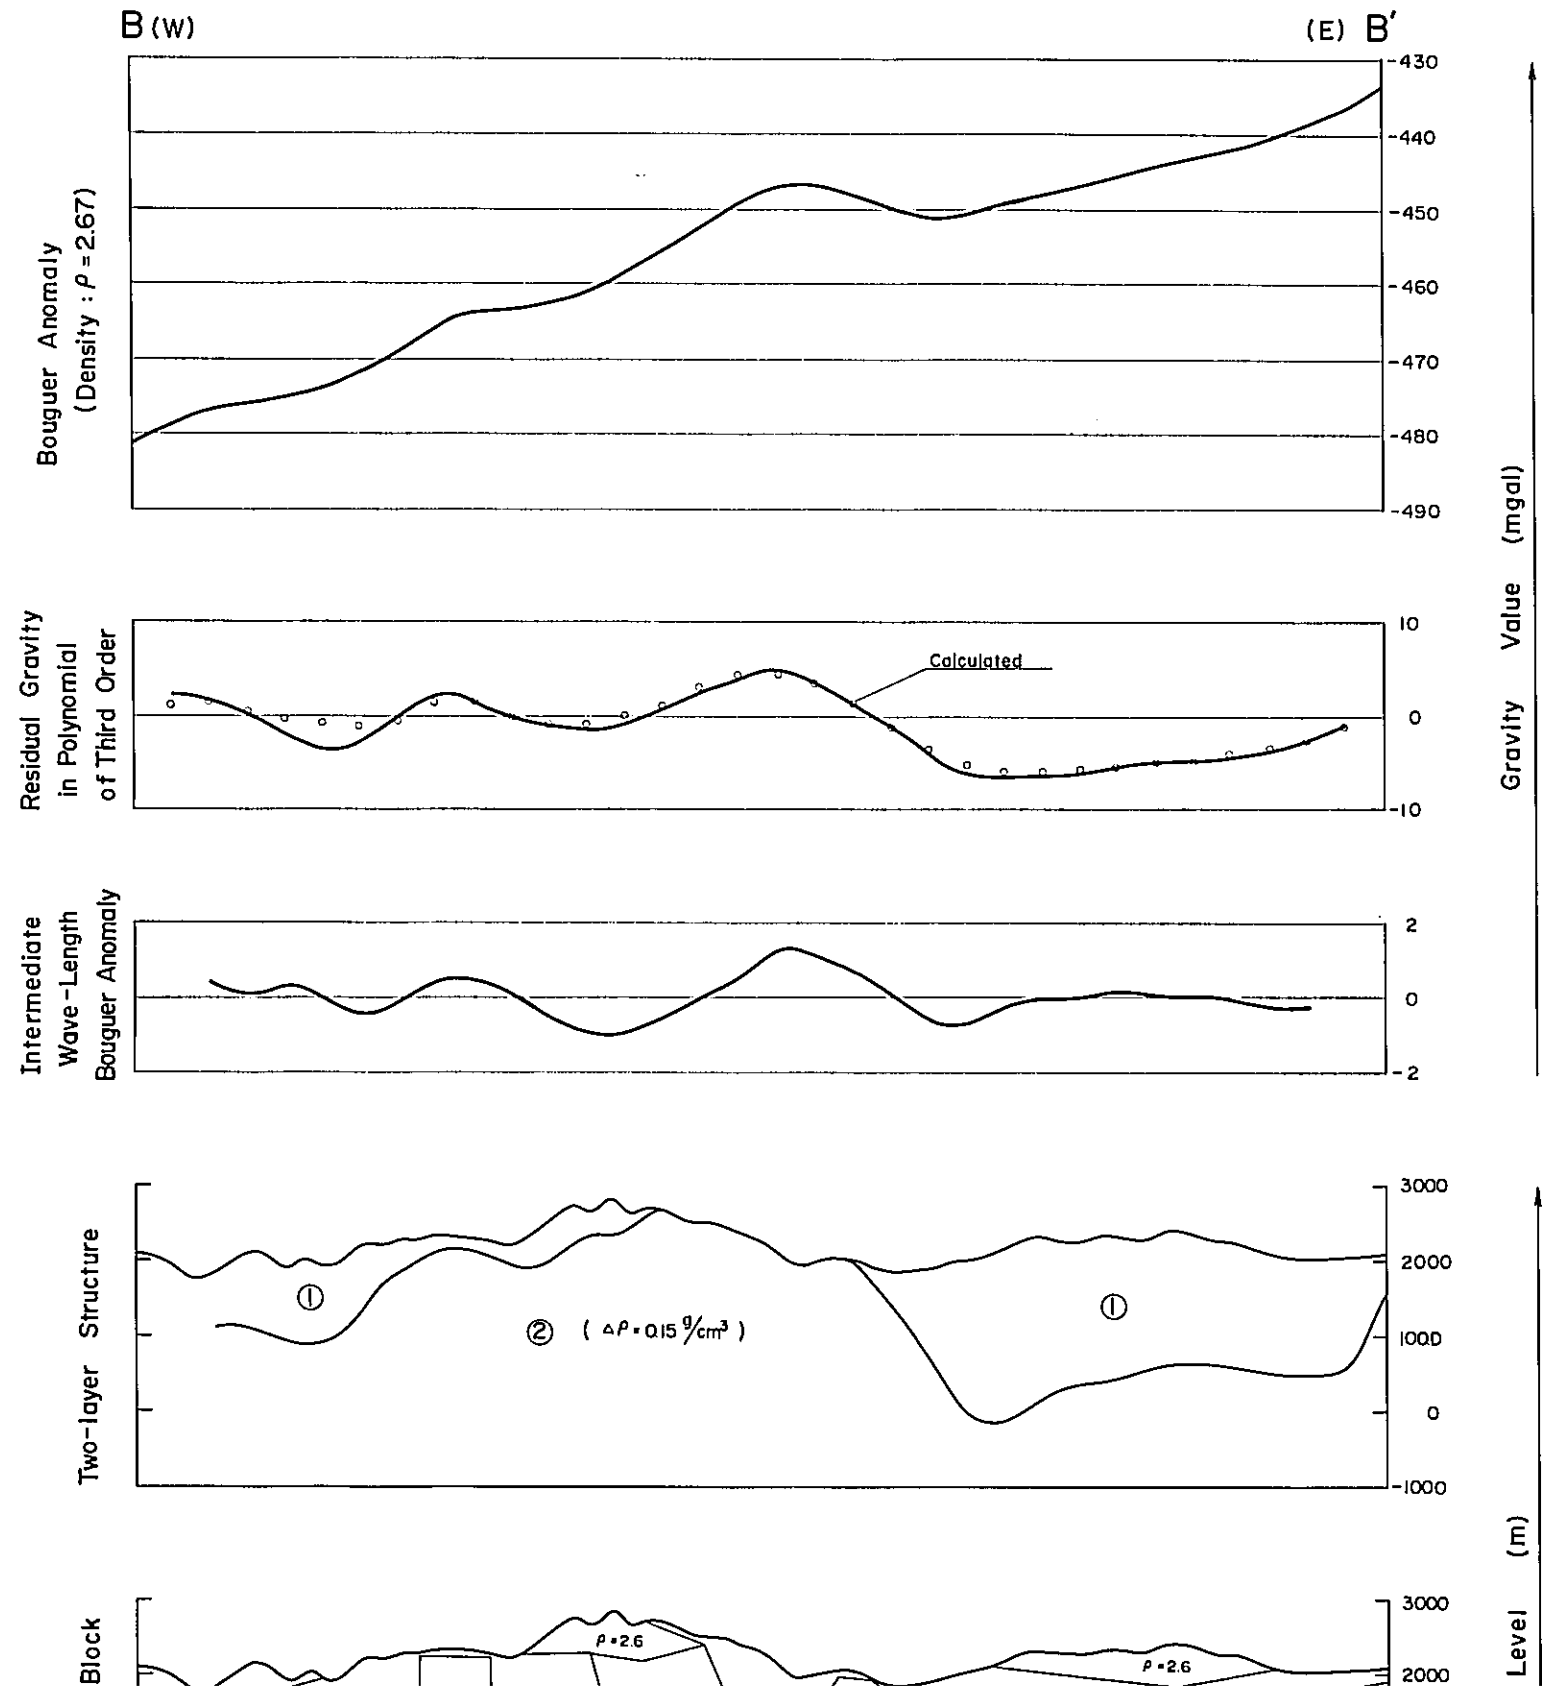 B (W)
(E) B'
Bouguer Anomaly
(Density : ρ = 2.67)
-430
-440
-450
-460
-470
-480
-490
Residual Gravity
in Polynomial
of Third Order
Calculated
10
0
-10
Intermediate
Wave-Length
Bouguer Anomaly
2
0
-2
Gravity Value (mgal)
Two-layer Structure
①
② ( Δρ = 0.15 g/cm³ )
①
3000
2000
1000
0
-1000
Block
ρ = 2.6
ρ = 2.6
3000
2000
Level (m)